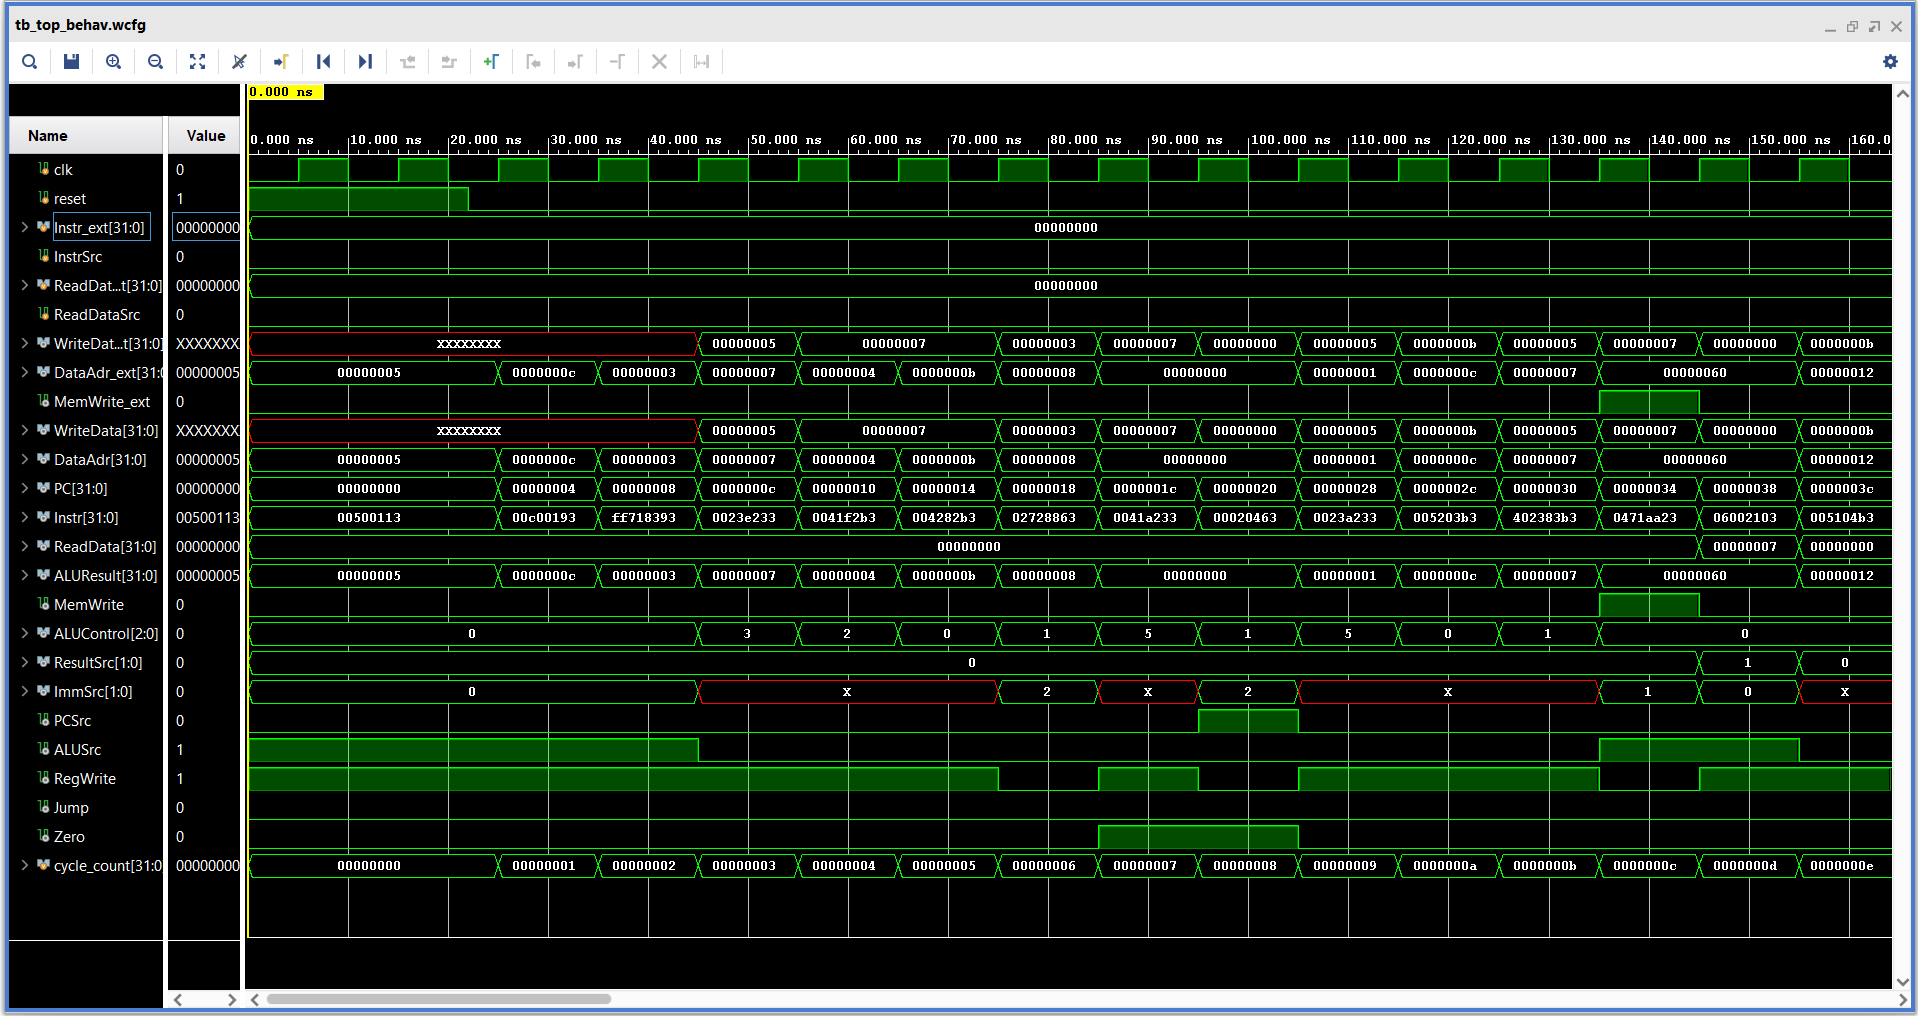 tb_top_behav.wcfg
0.000 ns
Name Value
0.000 ns 10.000 ns 20.000 ns 30.000 ns 40.000 ns 50.000 ns 60.000 ns 70.000 ns 80.000 ns 90.000 ns 100.000 ns 110.000 ns 120.000 ns 130.000 ns 140.000 ns 150.000 ns 160.0
clk 0
reset 1
Instr_ext[31:0] 00000000 00000000
InstrSrc 0
ReadDat...t[31:0] 00000000 00000000
ReadDataSrc 0
WriteDat...t[31:0] XXXXXXX XXXXXXXX 00000005 00000007 00000003 00000007 00000000 00000005 0000000b 00000005 00000007 00000000 0000000b
DataAdr_ext[31:0 00000005 00000005 0000000c 00000003 00000007 00000004 0000000b 00000008 00000000 00000001 0000000c 00000007 00000060 00000012
MemWrite_ext 0
WriteData[31:0] XXXXXXX XXXXXXXX 00000005 00000007 00000003 00000007 00000000 00000005 0000000b 00000005 00000007 00000000 0000000b
DataAdr[31:0] 00000005 00000005 0000000c 00000003 00000007 00000004 0000000b 00000008 00000000 00000001 0000000c 00000007 00000060 00000012
PC[31:0] 00000000 00000000 00000004 00000008 0000000c 00000010 00000014 00000018 0000001c 00000020 00000028 0000002c 00000030 00000034 00000038 0000003c
Instr[31:0] 00500113 00500113 00c00193 ff718393 0023e233 0041f2b3 004282b3 02728863 0041a233 00020463 0023a233 005203b3 402383b3 0471aa23 06002103 005104b3
ReadData[31:0] 00000000 00000000 00000007 00000000
ALUResult[31:0] 00000005 00000005 0000000c 00000003 00000007 00000004 0000000b 00000008 00000000 00000001 0000000c 00000007 00000060 00000012
MemWrite 0
ALUControl[2:0] 0 0 3 2 0 1 5 1 5 0 1 0
ResultSrc[1:0] 0 0 1 0
ImmSrc[1:0] 0 0 X 2 X 2 X 1 0 X
PCSrc 0
ALUSrc 1
RegWrite 1
Jump 0
Zero 0
cycle_count[31:0 00000000 00000000 00000001 00000002 00000003 00000004 00000005 00000006 00000007 00000008 00000009 0000000a 0000000b 0000000c 0000000d 0000000e